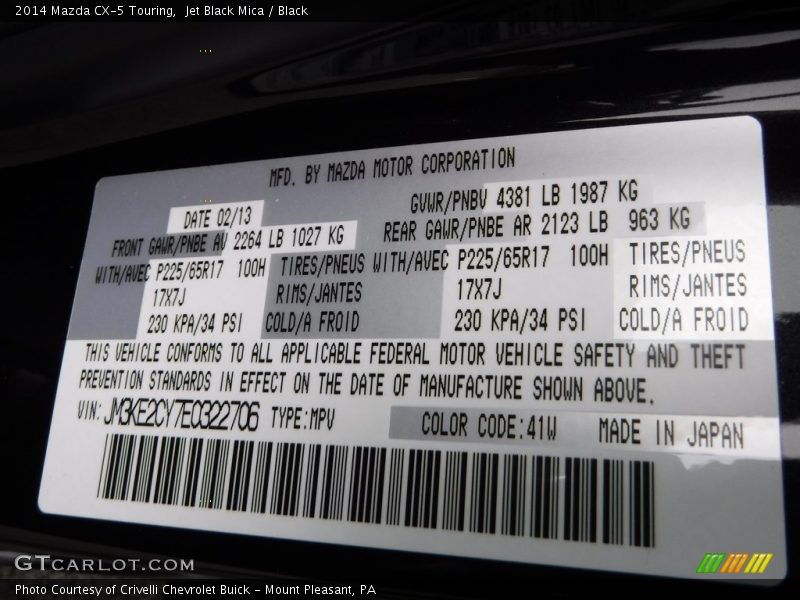 2014 Mazda CX-5 Touring, Jet Black Mica / Black
MFD. BY MAZDA MOTOR CORPORATION
DATE 02/13 GVWR/PNBV 4381 LB 1987 KG
FRONT GAWR/PNBE AV 2264 LB 1027 KG REAR GAWR/PNBE AR 2123 LB 963 KG
WITH/AVEC P225/65R17 100H TIRES/PNEUS WITH/AVEC P225/65R17 100H TIRES/PNEUS
17X7J RIMS/JANTES 17X7J RIMS/JANTES
230 KPA/34 PSI COLD/A FROID 230 KPA/34 PSI COLD/A FROID
THIS VEHICLE CONFORMS TO ALL APPLICABLE FEDERAL MOTOR VEHICLE SAFETY AND THEFT
PREVENTION STANDARDS IN EFFECT ON THE DATE OF MANUFACTURE SHOWN ABOVE.
VIN: JM3KE2CY7E0322706 TYPE:MPV COLOR CODE:41W MADE IN JAPAN
GTCARLOT.COM
Photo Courtesy of Crivelli Chevrolet Buick - Mount Pleasant, PA